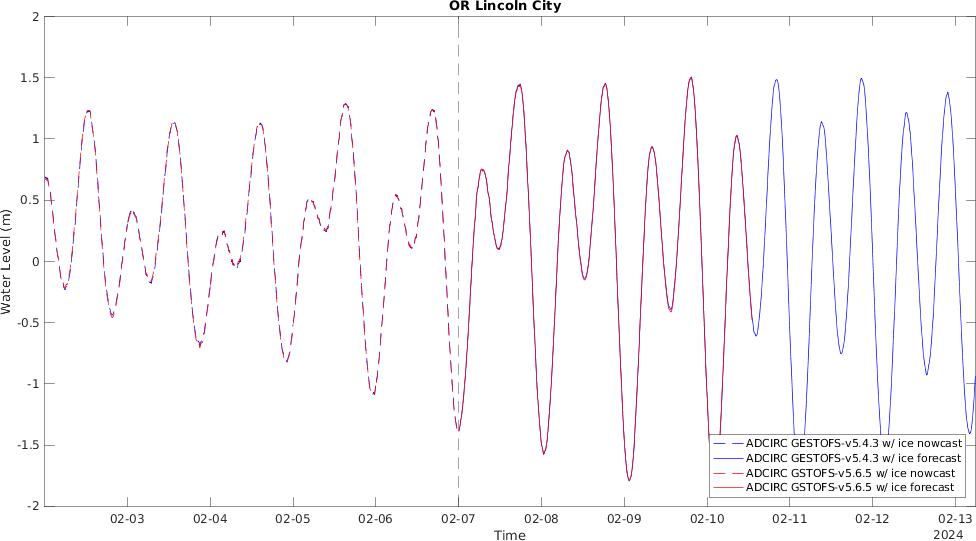 OR Lincoln City
2
1.5
1
0.5
0
-0.5
-1
-1.5
-2
Water Level (m)
ADCIRC GESTOFS-v5.4.3 w/ ice nowcast
ADCIRC GESTOFS-v5.4.3 w/ ice forecast
ADCIRC GSTOFS-v5.6.5 w/ ice nowcast
ADCIRC GSTOFS-v5.6.5 w/ ice forecast
02-03 02-04 02-05 02-06 02-07 02-08 02-09 02-10 02-11 02-12 02-13
Time 2024